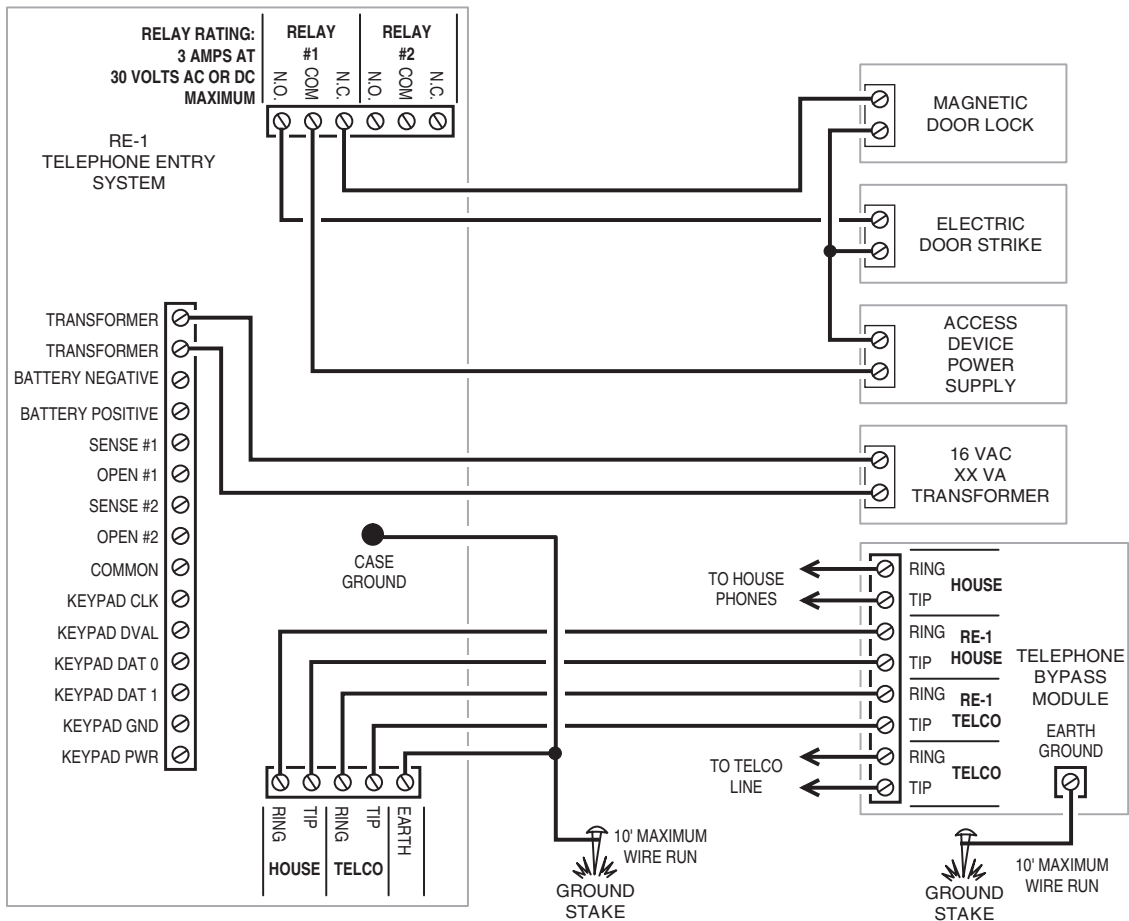 RELAY RATING:
3 AMPS AT
30 VOLTS AC OR DC
MAXIMUM
RELAY
#1
RELAY
#2
N.O.
COM
N.C.
N.O.
COM
N.C.
RE-1
TELEPHONE ENTRY
SYSTEM
MAGNETIC
DOOR LOCK
ELECTRIC
DOOR STRIKE
ACCESS
DEVICE
POWER
SUPPLY
16 VAC
XX VA
TRANSFORMER
TRANSFORMER
TRANSFORMER
BATTERY NEGATIVE
BATTERY POSITIVE
SENSE #1
OPEN #1
SENSE #2
OPEN #2
COMMON
KEYPAD CLK
KEYPAD DVAL
KEYPAD DAT 0
KEYPAD DAT 1
KEYPAD GND
KEYPAD PWR
CASE
GROUND
TO HOUSE
PHONES
RING
TIP
HOUSE
RING
TIP
RE-1
HOUSE
RING
TIP
RE-1
TELCO
RING
TIP
TELCO
TELEPHONE
BYPASS
MODULE
EARTH
GROUND
TO TELCO
LINE
RING
TIP
RING
TIP
EARTH
HOUSE
TELCO
10' MAXIMUM
WIRE RUN
GROUND
STAKE
10' MAXIMUM
WIRE RUN
GROUND
STAKE